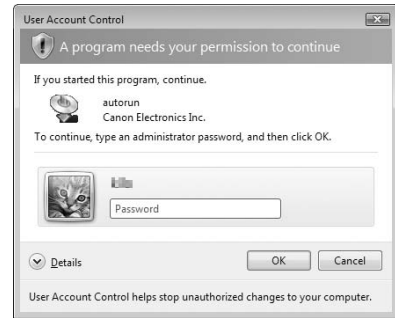 User Account Control
A program needs your permission to continue
If you started this program, continue.
autorun
Canon Electronics Inc.
To continue, type an administrator password, and then click OK.
Password
Details
OK Cancel
User Account Control helps stop unauthorized changes to your computer.